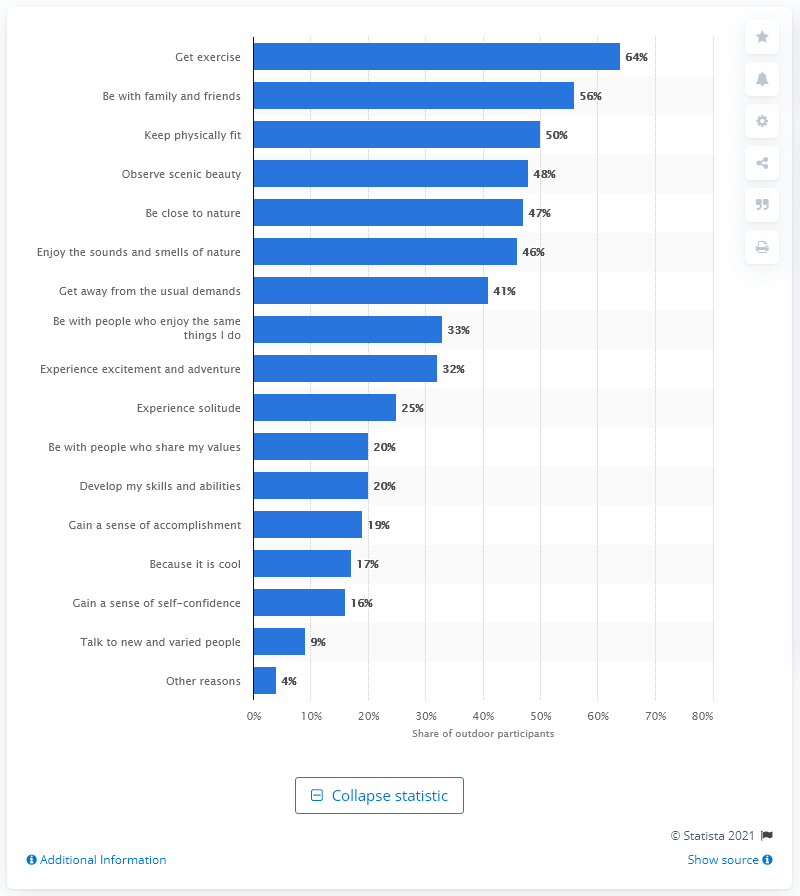 Get exercise 64%
Be with family and friends 56%
Keep physically fit 50%
Observe scenic beauty 48%
Be close to nature 47%
Enjoy the sounds and smells of nature 46%
Get away from the usual demands 41%
Be with people who enjoy the same
things I do 33%
Experience excitement and adventure 32%
Experience solitude 25%
Be with people who share my values 20%
Develop my skills and abilities 20%
Gain a sense of accomplishment 19%
Because it is cool 17%
Gain a sense of self-confidence 16%
Talk to new and varied people 9%
Other reasons 4%
0% 10% 20% 30% 40% 50% 60% 70% 80%
Share of outdoor participants
Collapse statistic
© Statista 2021
Additional Information Show source